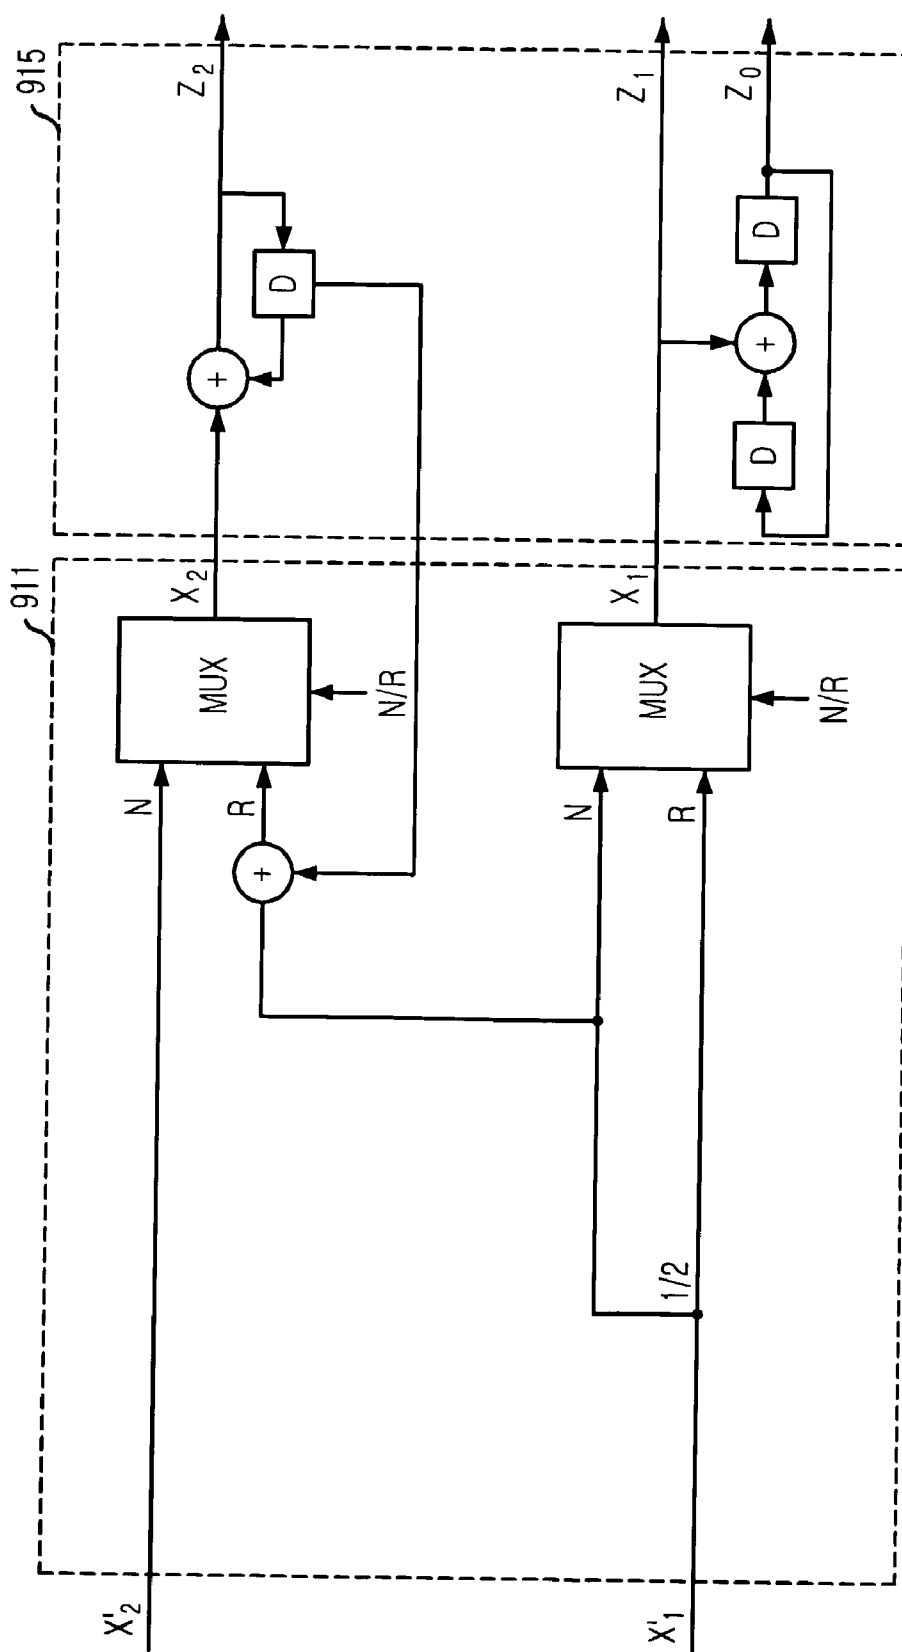 911
915
X'2
N
MUX
X2
Z2
R
+
N/R
+
D
N
MUX
X1
Z1
X'1
1/2
R
N/R
D
+
D
Z0